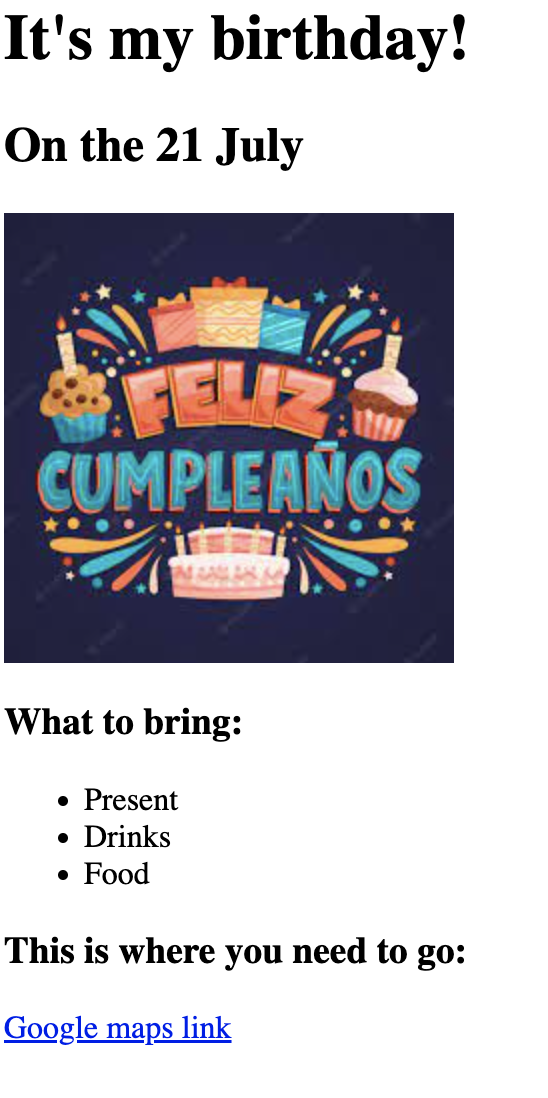 It's my birthday!
On the 21 July
FELIZ
CUMPLEAÑOS
What to bring:
Present
Drinks
Food
This is where you need to go:
Google maps link